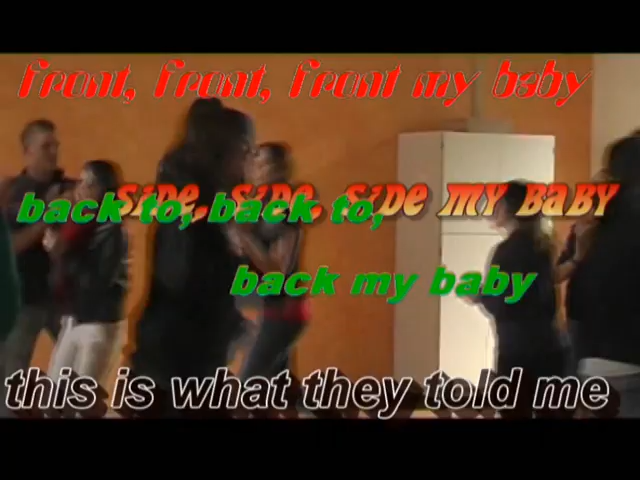 front, front, front my baby
side, side, side my baby
back to, back to,
back my baby
this is what they told me